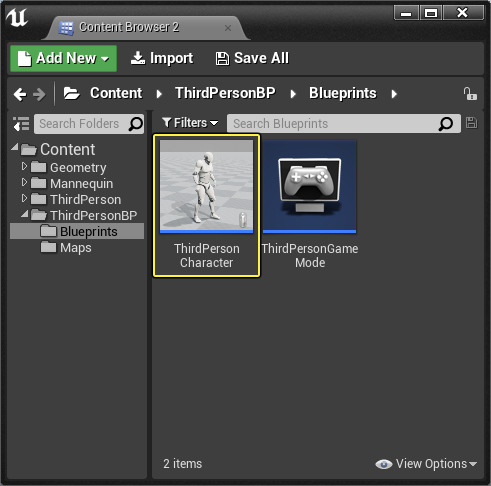 Content Browser 2
Add New
Import
Save All
Content
ThirdPersonBP
Blueprints
Search Folders
Filters
Search Blueprints
Content
Geometry
Mannequin
ThirdPerson
ThirdPersonBP
Blueprints
Maps
ThirdPerson
Character
ThirdPersonGame
Mode
2 items
View Options